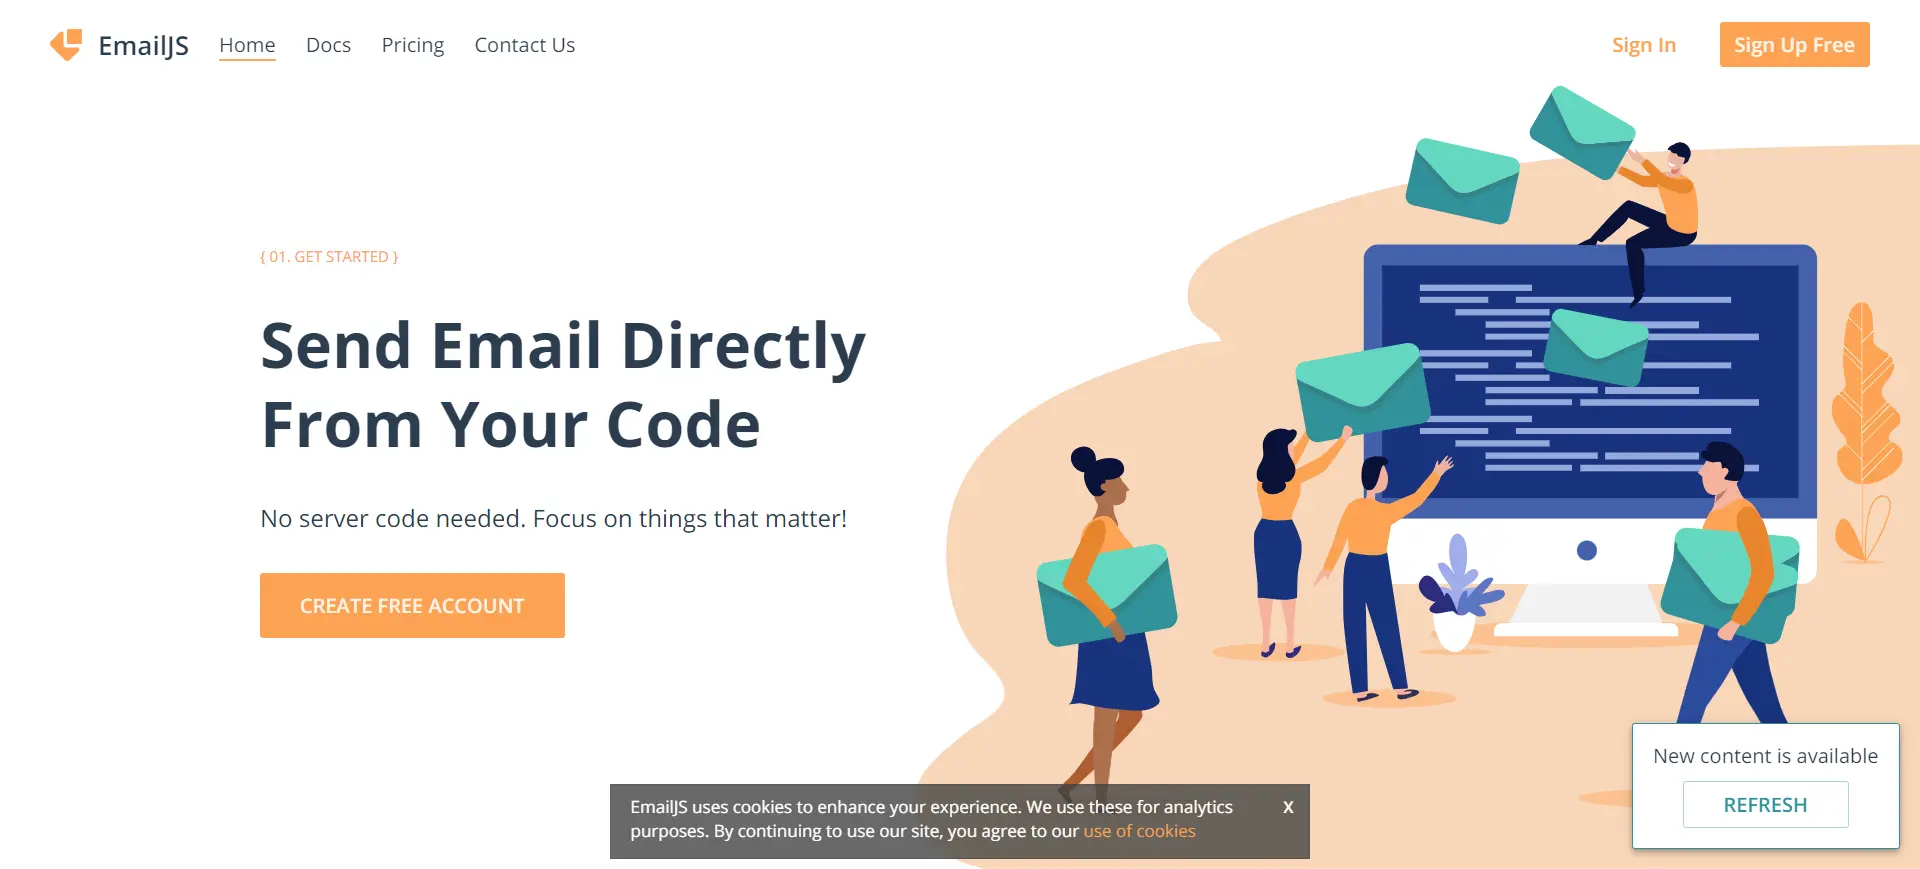 EmailJS
Home
Docs
Pricing
Contact Us
Sign In
Sign Up Free
{ 01. GET STARTED }
Send Email Directly
From Your Code
No server code needed. Focus on things that matter!
CREATE FREE ACCOUNT
New content is available
REFRESH
EmailJS uses cookies to enhance your experience. We use these for analytics
purposes. By continuing to use our site, you agree to our use of cookies
X